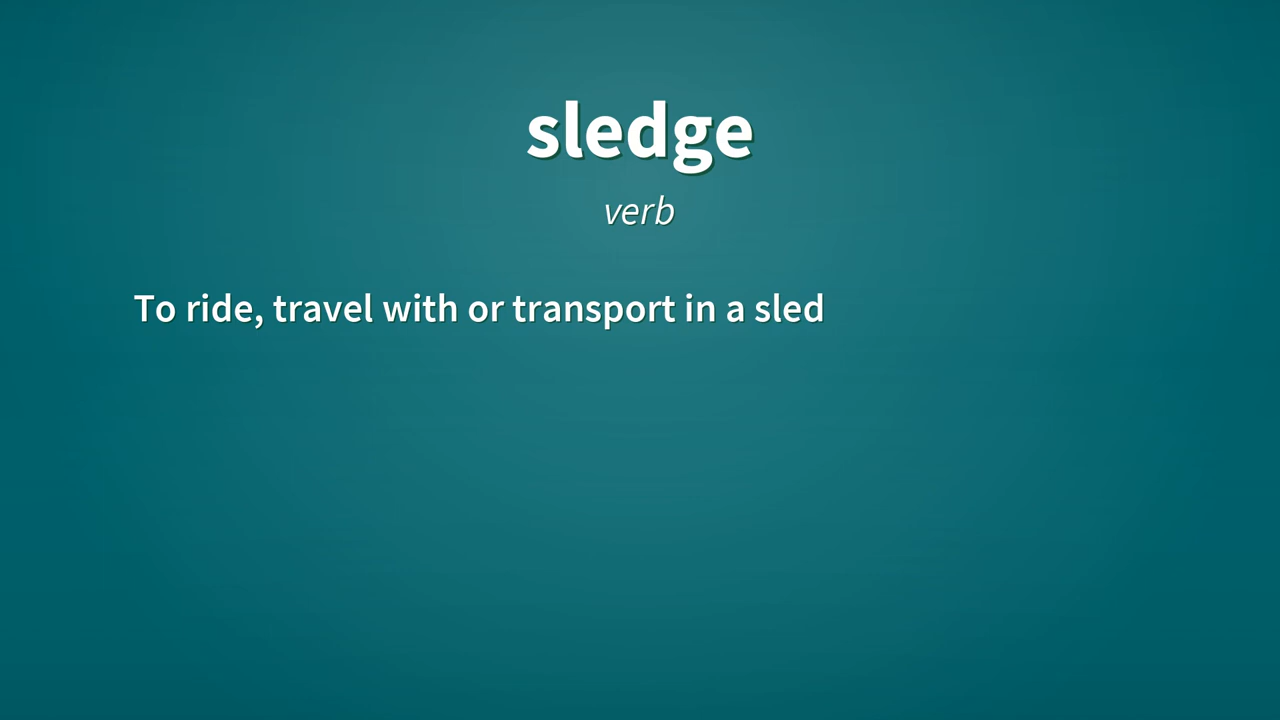 sledge
verb
To ride, travel with or transport in a sled